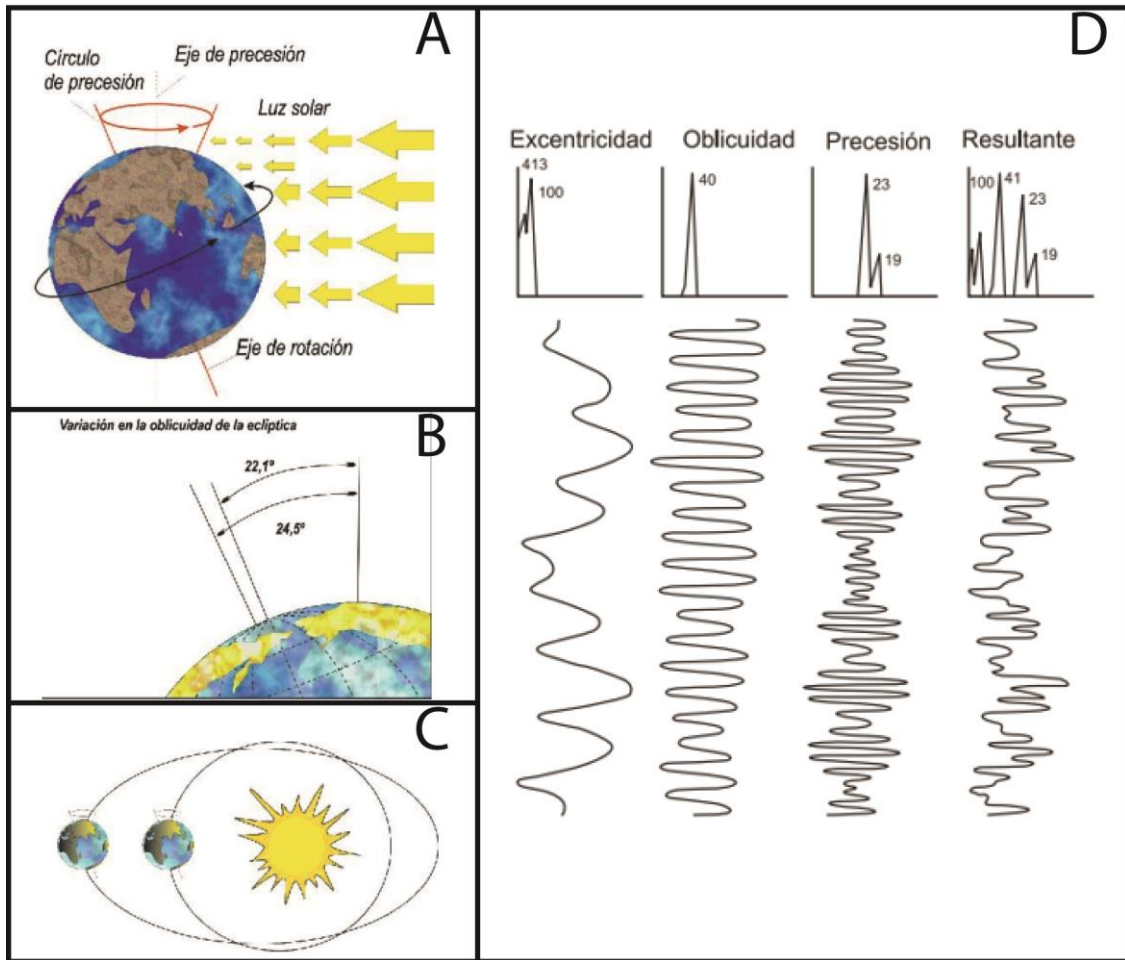 A
Eje de precesión
Circulo
de precesión
Luz solar
Eje de rotación
B
Variación en la oblicuidad de la eclíptica
22,1º
24,5º
C
D
Excentricidad
Oblicuidad
Precesión
Resultante
413
100
40
23
19
100
41
23
19